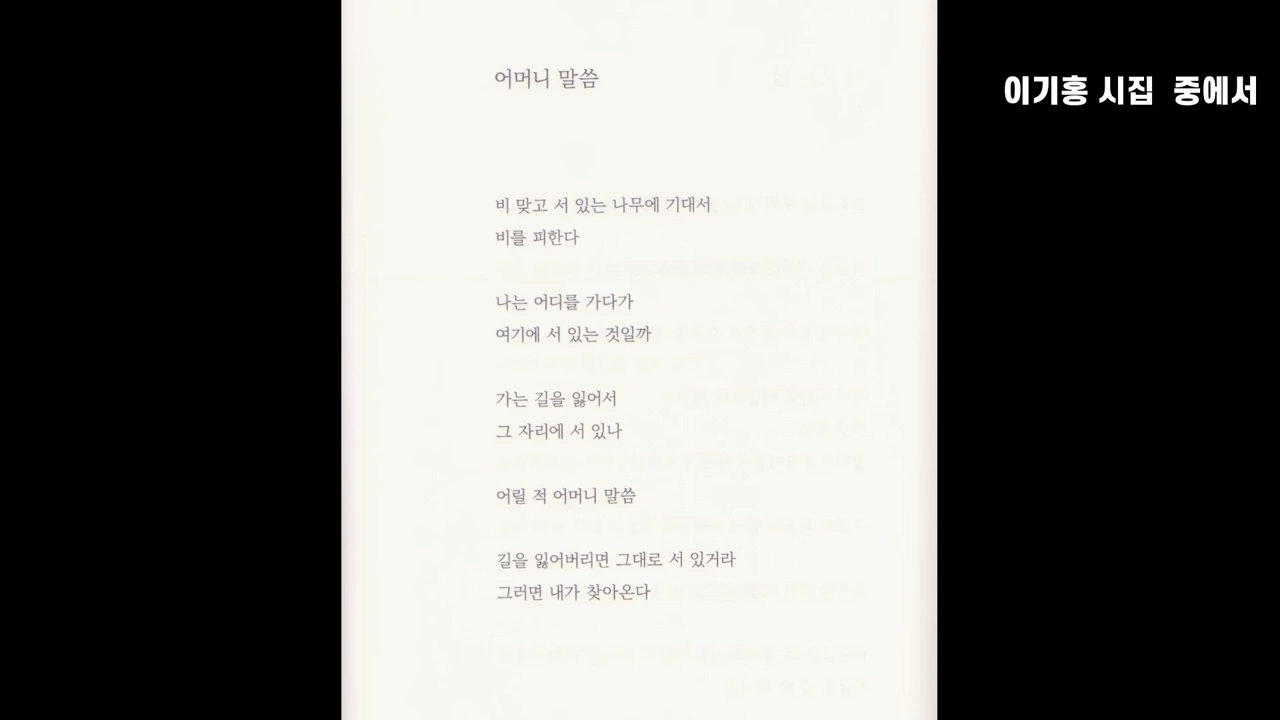 어머니 말씀
이기홍 시집 중에서
비 맞고 서 있는 나무에 기대서
비를 피한다
나는 어디를 가다가
여기에 서 있는 것일까
가는 길을 잃어서
그 자리에 서 있나
어릴 적 어머니 말씀
길을 잃어버리면 그대로 서 있거라
그러면 내가 찾아온다